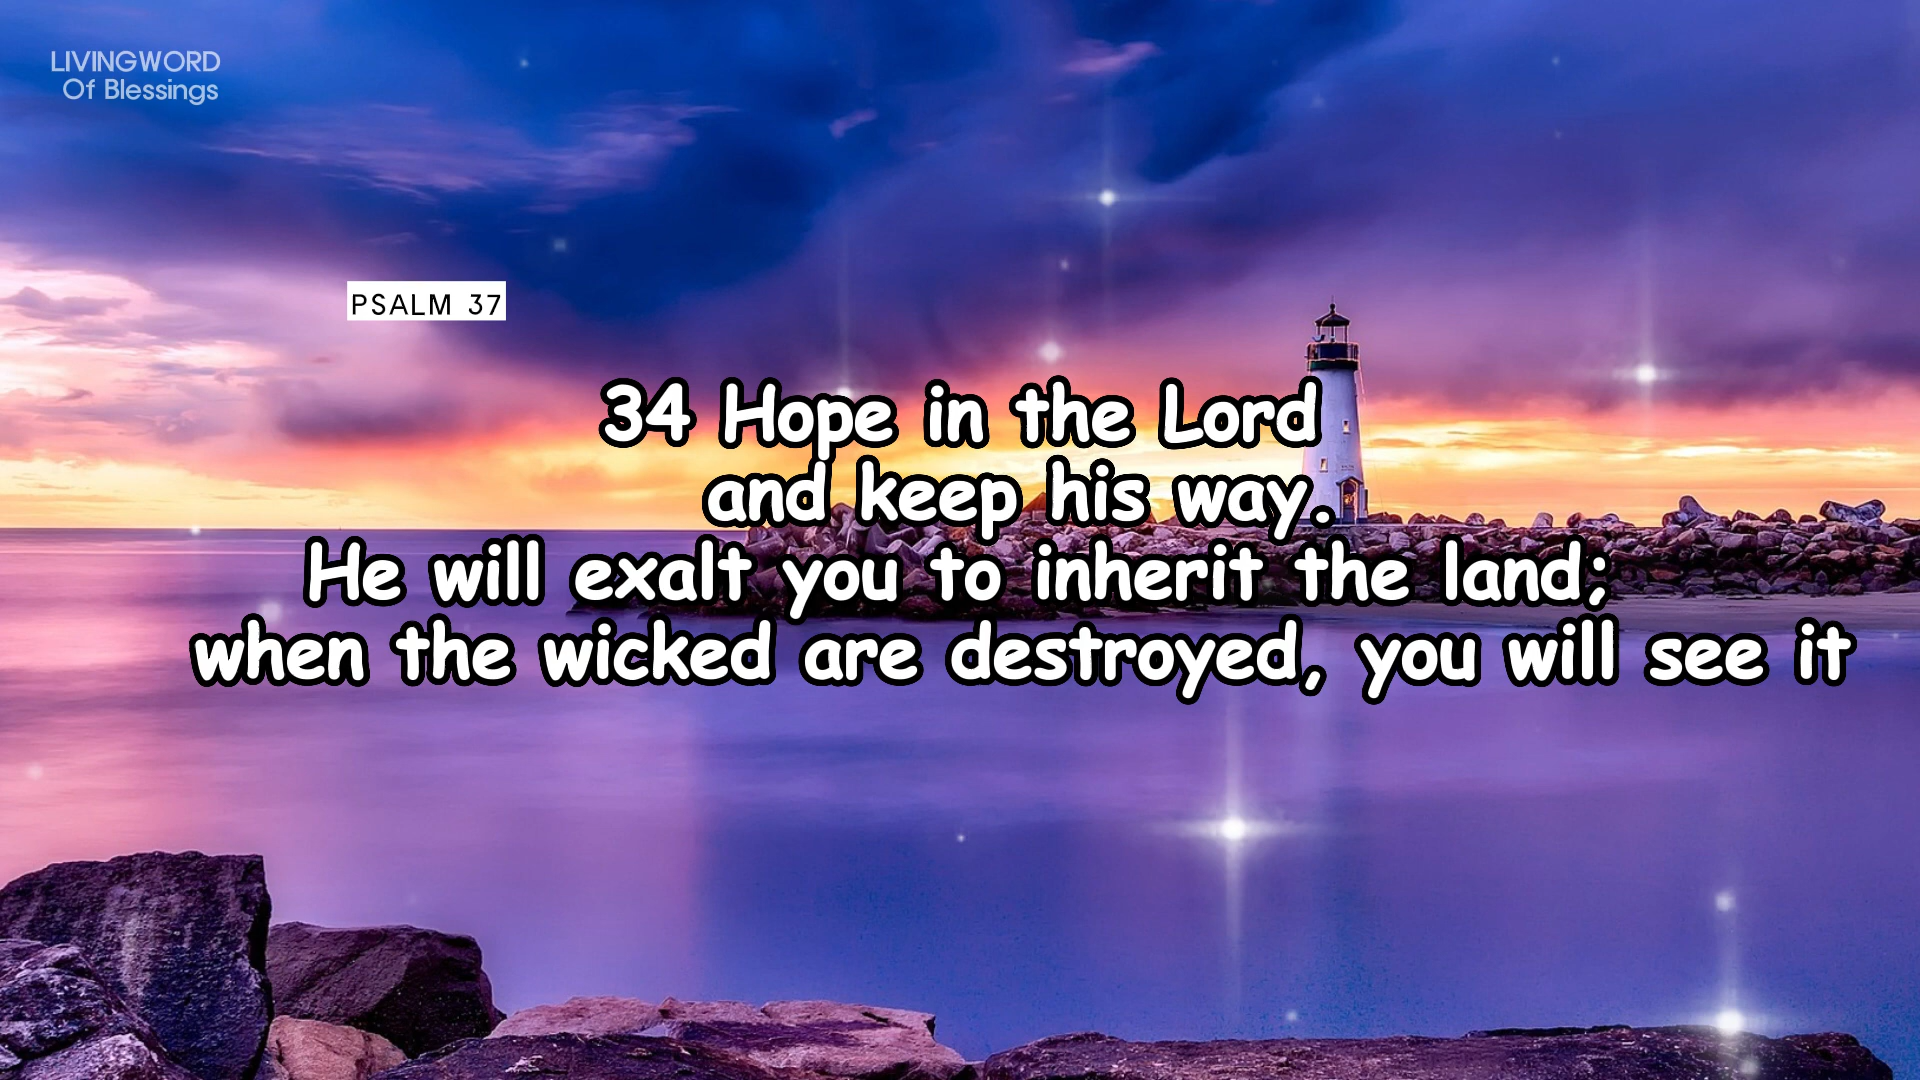 LIVINGWORD
Of Blessings
PSALM 37
34 Hope in the Lord
and keep his way.
He will exalt you to inherit the land;
when the wicked are destroyed, you will see it